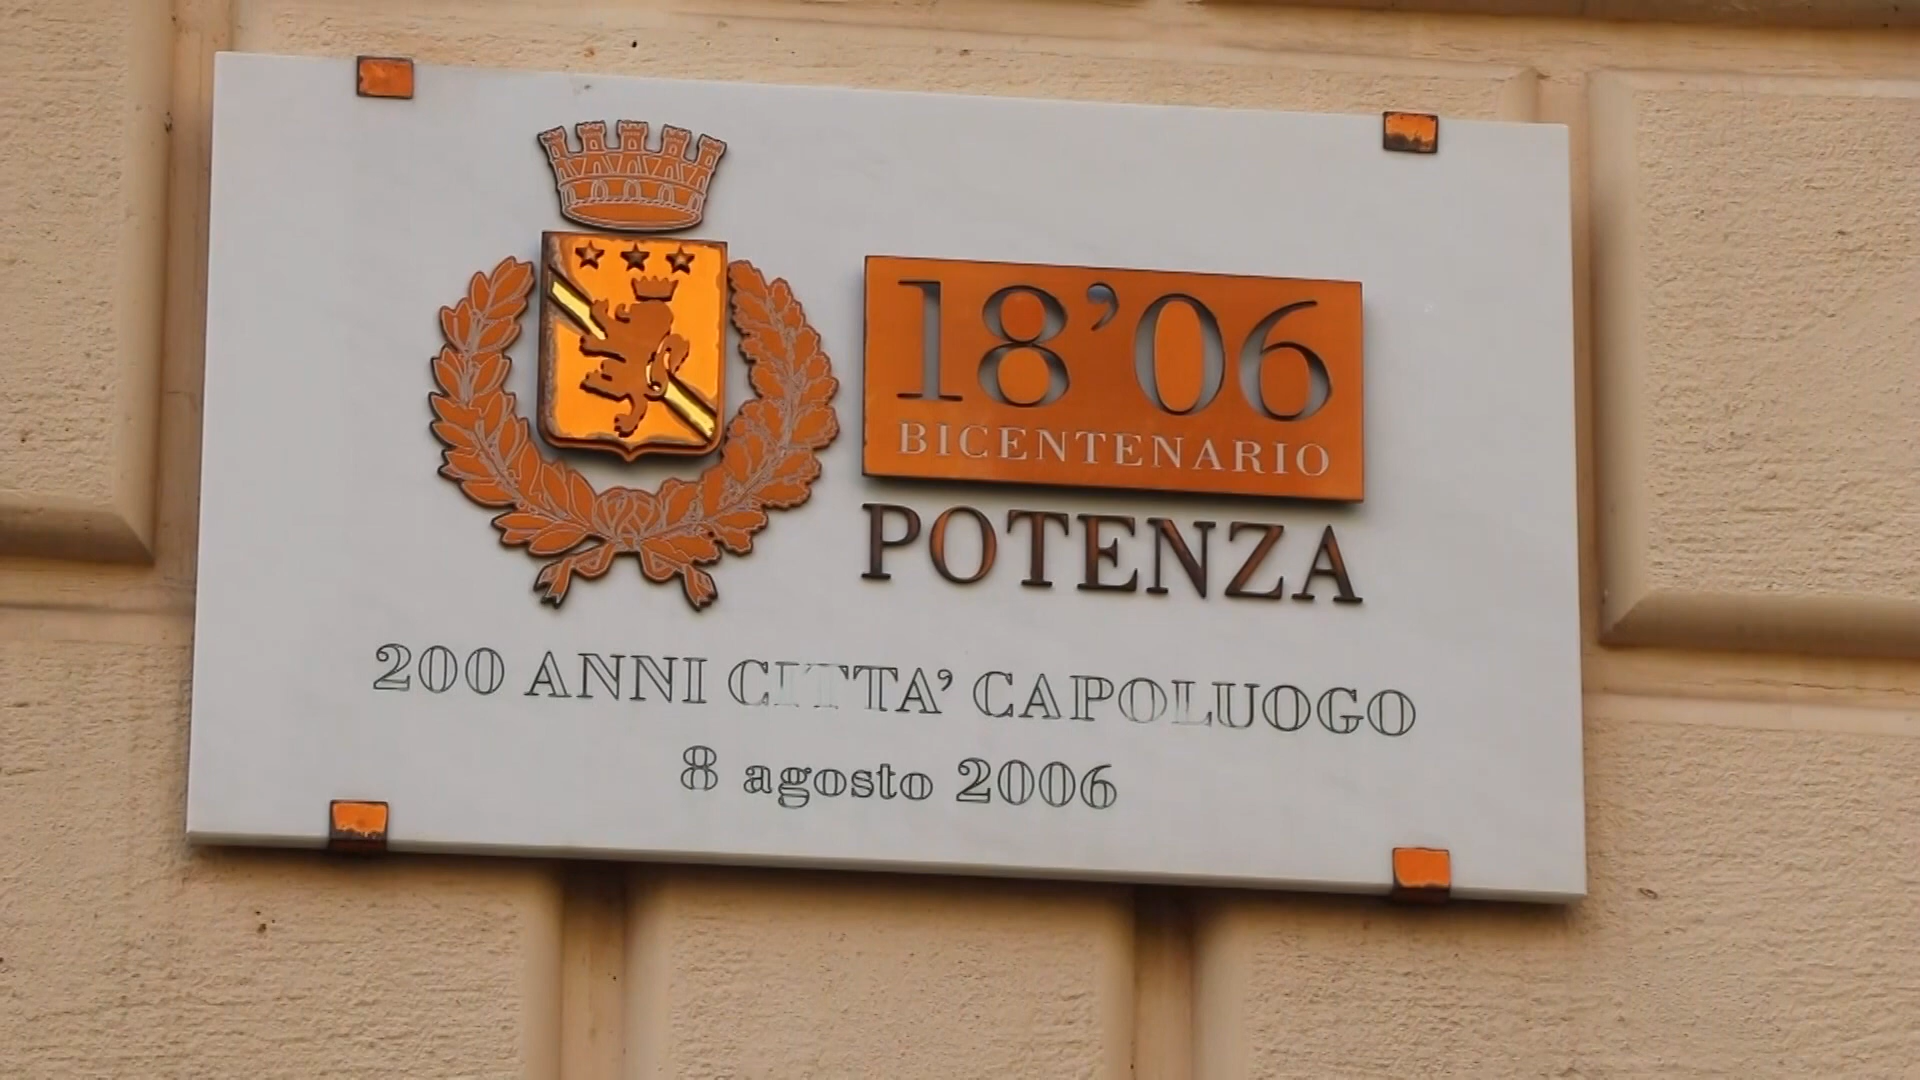 18’06
BICENTENARIO
POTENZA
200 ANNI CITTA’ CAPOLUOGO
8 agosto 2006